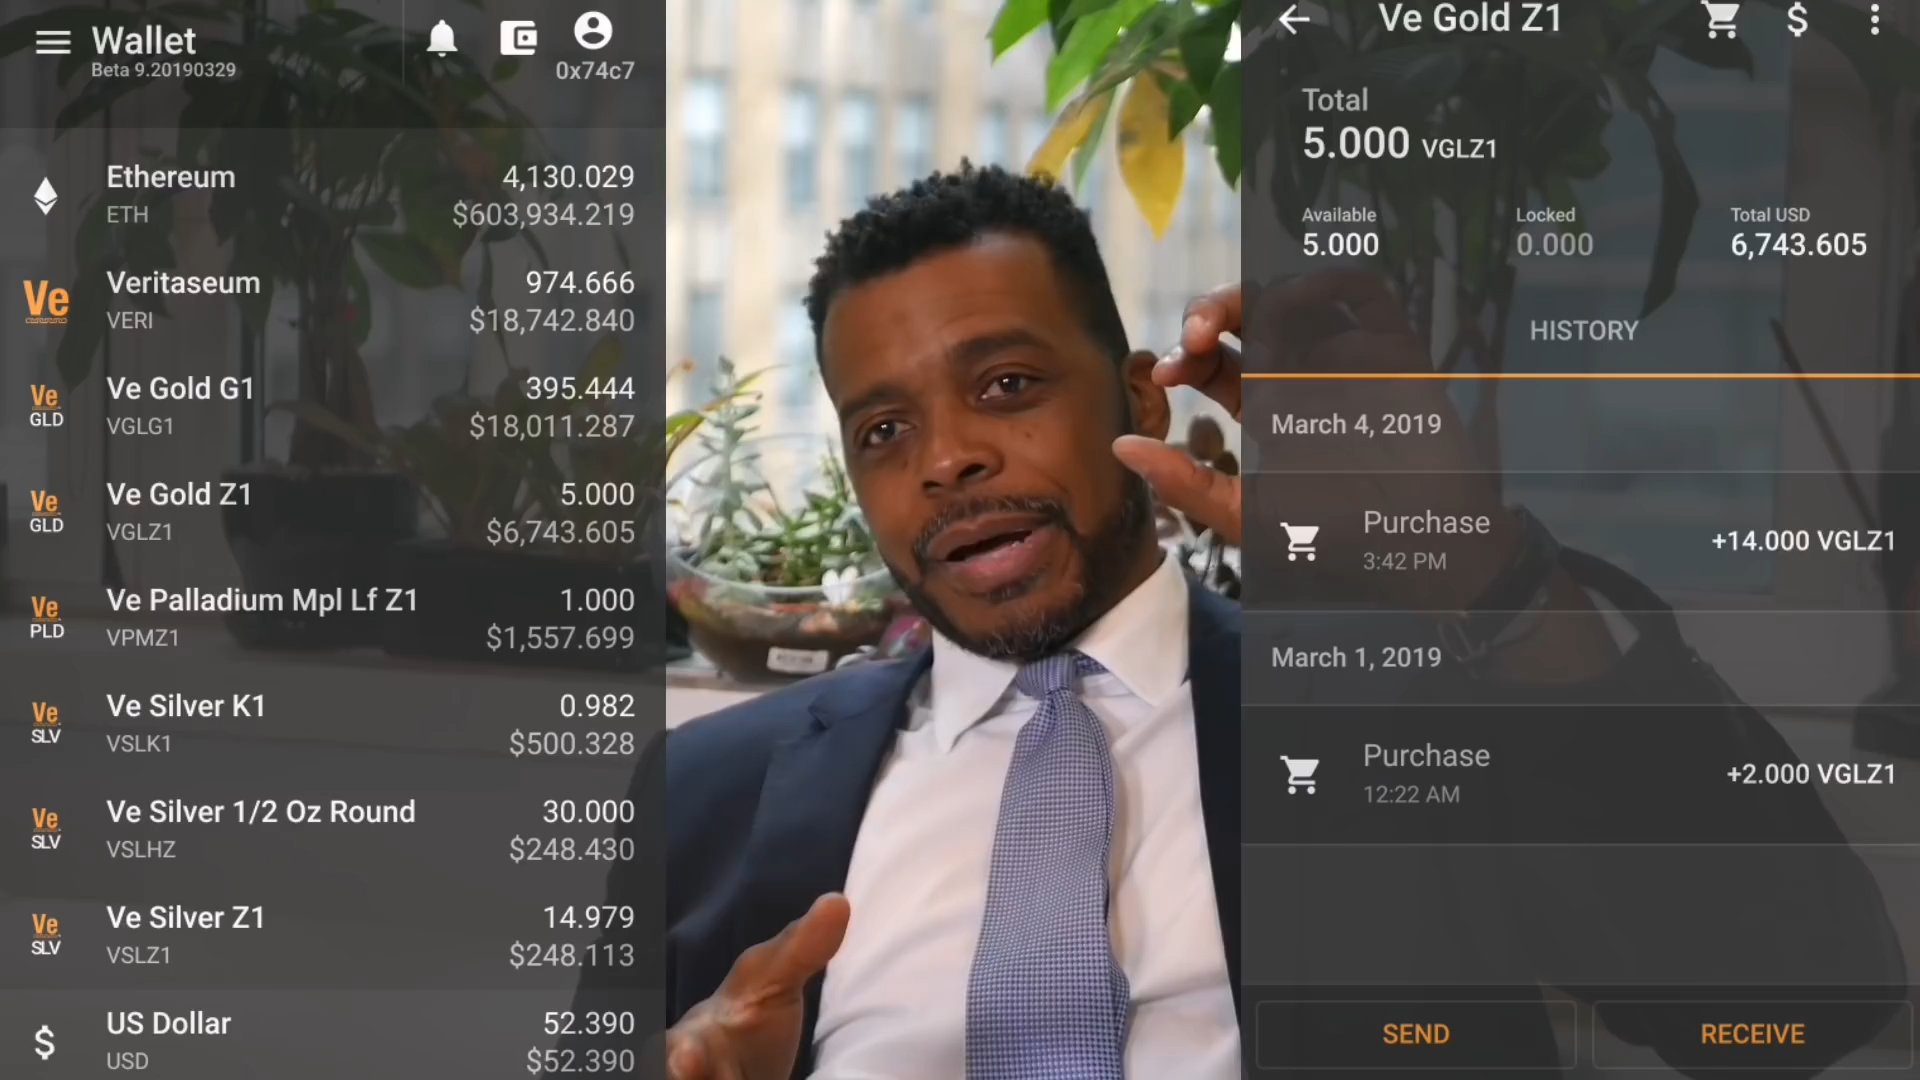 Wallet
Beta 9.20190329
0x74c7
Ethereum
4,130.029
ETH
$603,934.219
Ve
Veritaseum
974.666
VERI
$18,742.840
Ve
GLD
Ve Gold G1
395.444
VGLG1
$18,011.287
Ve
GLD
Ve Gold Z1
5.000
VGLZ1
$6,743.605
Ve
PLD
Ve Palladium Mpl Lf Z1
1.000
VPMZ1
$1,557.699
Ve
SLV
Ve Silver K1
0.982
VSLK1
$500.328
Ve
SLV
Ve Silver 1/2 Oz Round
30.000
VSLHZ
$248.430
Ve
SLV
Ve Silver Z1
14.979
VSLZ1
$248.113
$
US Dollar
52.390
USD
$52.390
Ve Gold Z1
$
Total
5.000 VGLZ1
Available
Locked
Total USD
5.000
0.000
6,743.605
HISTORY
March 4, 2019
Purchase
3:42 PM
+14.000 VGLZ1
March 1, 2019
Purchase
12:22 AM
+2.000 VGLZ1
SEND
RECEIVE